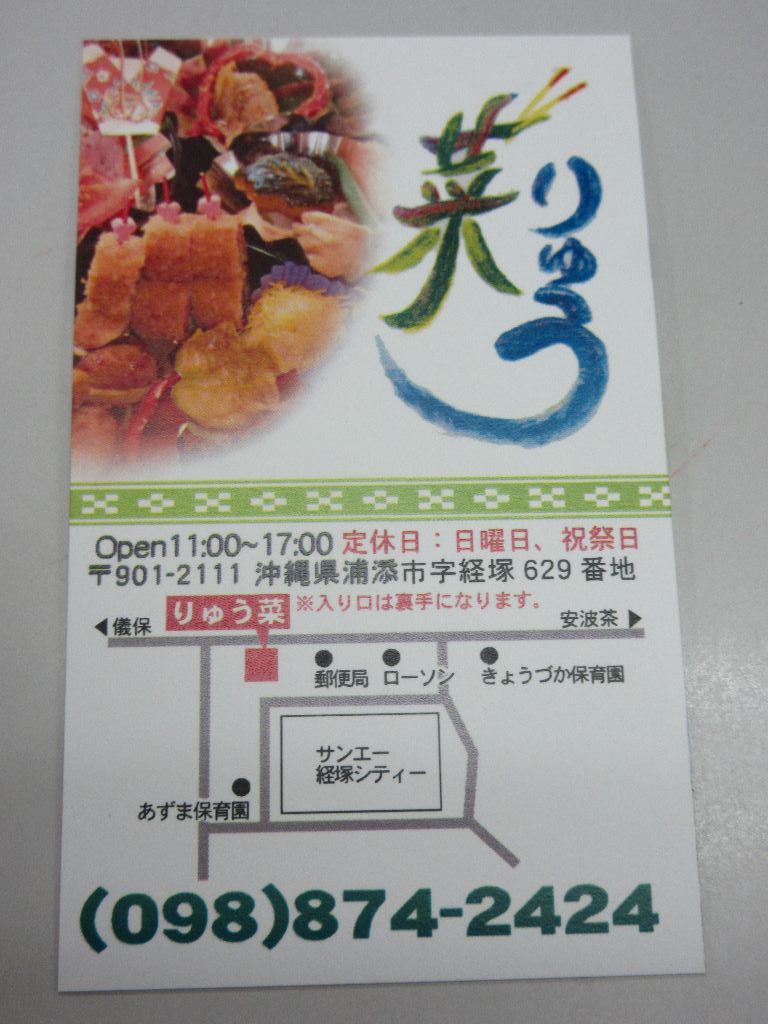 りゅう菜
Open11:00~17:00 定休日：日曜日、祝祭日
〒901-2111 沖縄県浦添市字経塚629番地
りゅう菜 ※入り口は裏手になります。
◀儀保 安波茶▶
郵便局 ローソン きょうづか保育園
サンエー
経塚シティー
あずま保育園
(098)874-2424